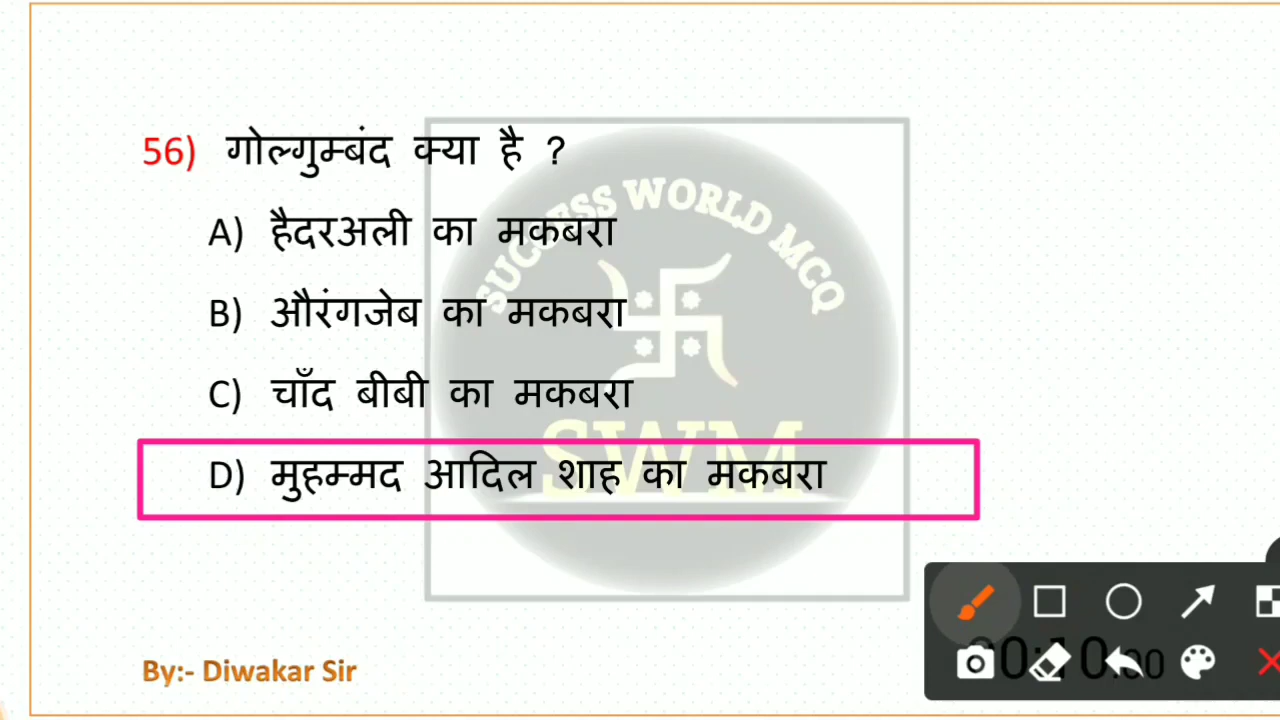 56) गोल्गुम्बंद क्या है ?
A) हैदरअली का मकबरा
B) औरंगजेब का मकबरा
C) चाँद बीबी का मकबरा
D) मुहम्मद आदिल शाह का मकबरा
SUCCESS WORLD MCQ
SWM
By:- Diwakar Sir